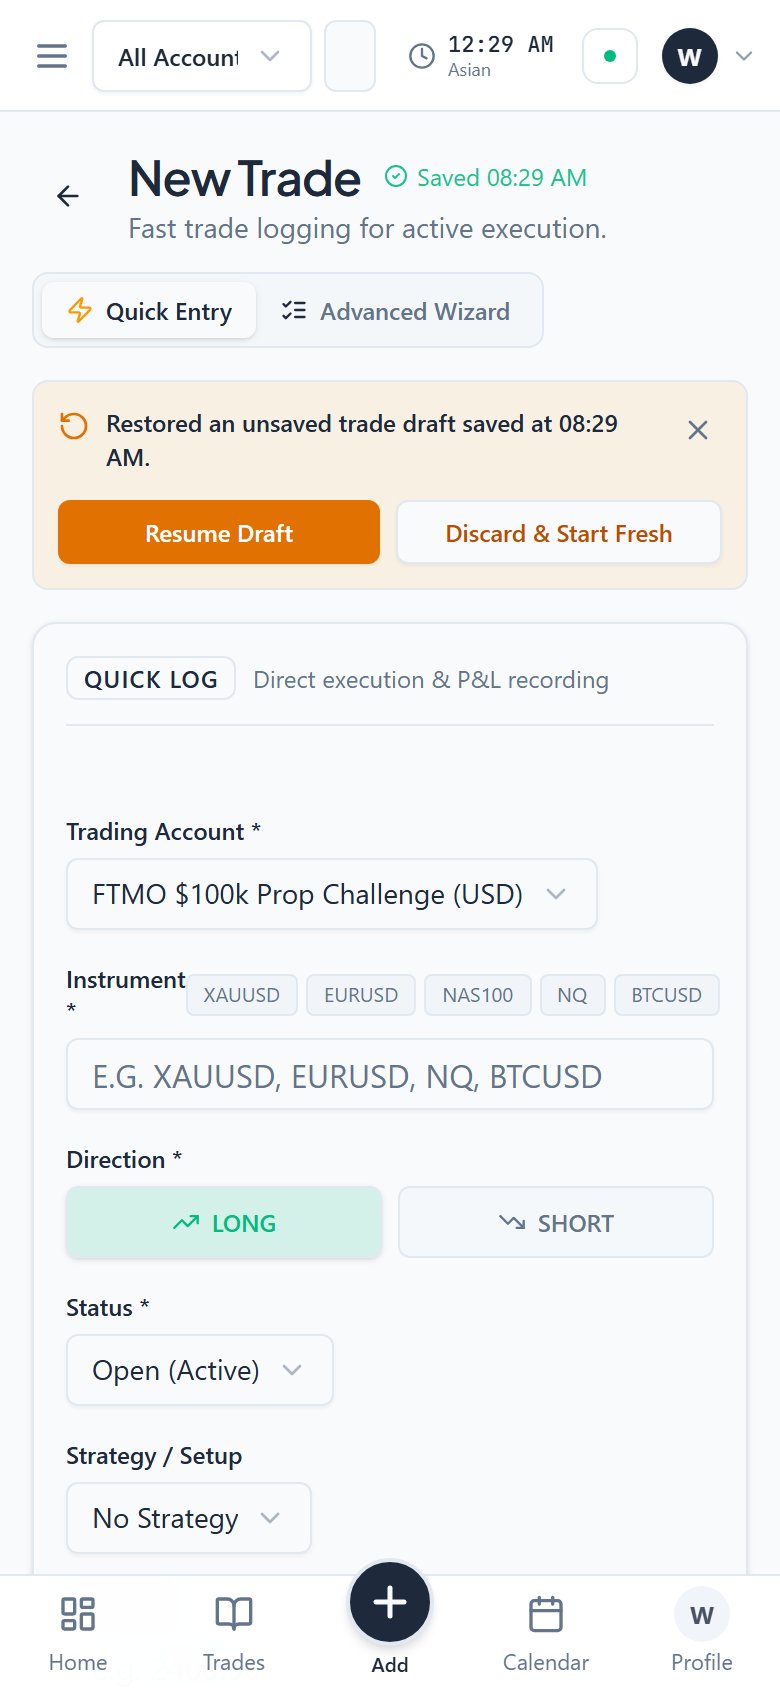 All Account
12:29 AM
Asian
W
New Trade
Saved 08:29 AM
Fast trade logging for active execution.
Quick Entry
Advanced Wizard
Restored an unsaved trade draft saved at 08:29
AM.
Resume Draft
Discard & Start Fresh
QUICK LOG
Direct execution & P&L recording
Trading Account *
FTMO $100k Prop Challenge (USD)
Instrument
*
XAUUSD
EURUSD
NAS100
NQ
BTCUSD
E.G. XAUUSD, EURUSD, NQ, BTCUSD
Direction *
LONG
SHORT
Status *
Open (Active)
Strategy / Setup
No Strategy
Home
Trades
Add
Calendar
W
Profile